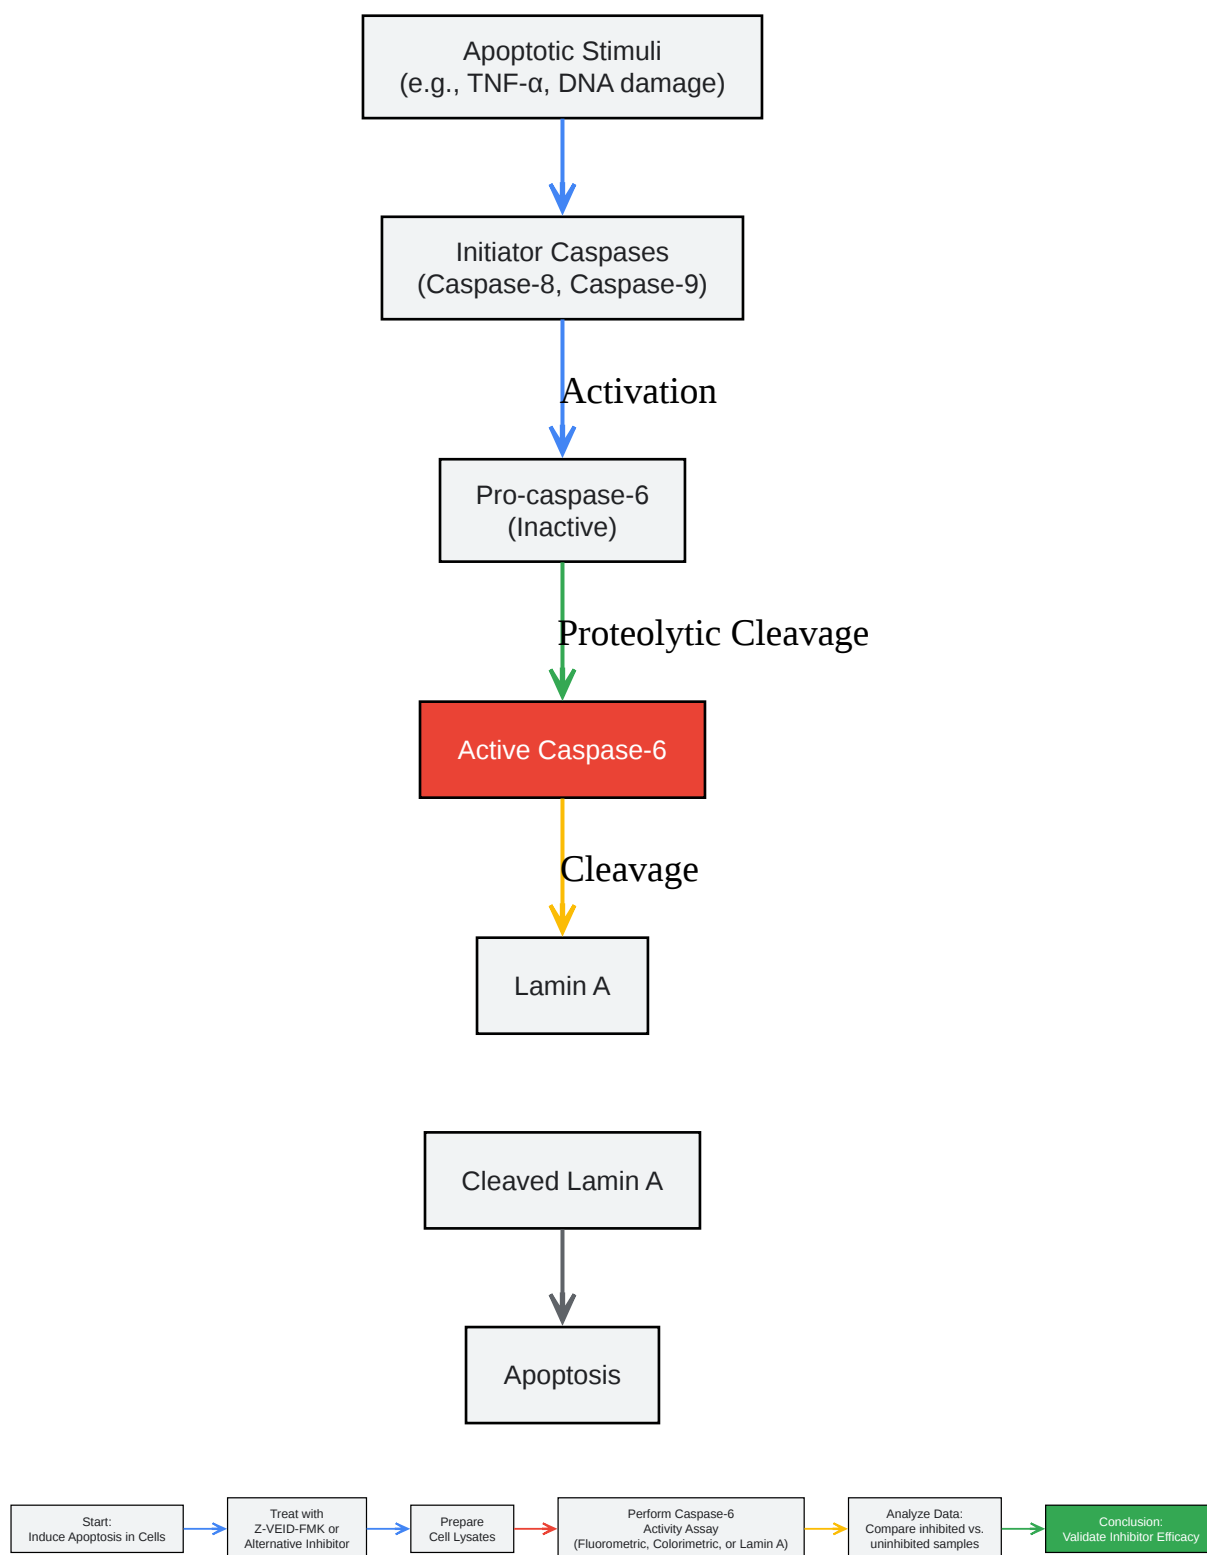 Apoptotic Stimuli
(e.g., TNF-α, DNA damage)
Initiator Caspases
(Caspase-8, Caspase-9)
Activation
Pro-caspase-6
(Inactive)
Proteolytic Cleavage
Active Caspase-6
Cleavage
Lamin A
Cleaved Lamin A
Apoptosis
Start:
Induce Apoptosis in Cells
Treat with
Z-VEID-FMK or
Alternative Inhibitor
Prepare
Cell Lysates
Perform Caspase-6
Activity Assay
(Fluorometric, Colorimetric, or Lamin A)
Analyze Data:
Compare inhibited vs.
uninhibited samples
Conclusion:
Validate Inhibitor Efficacy